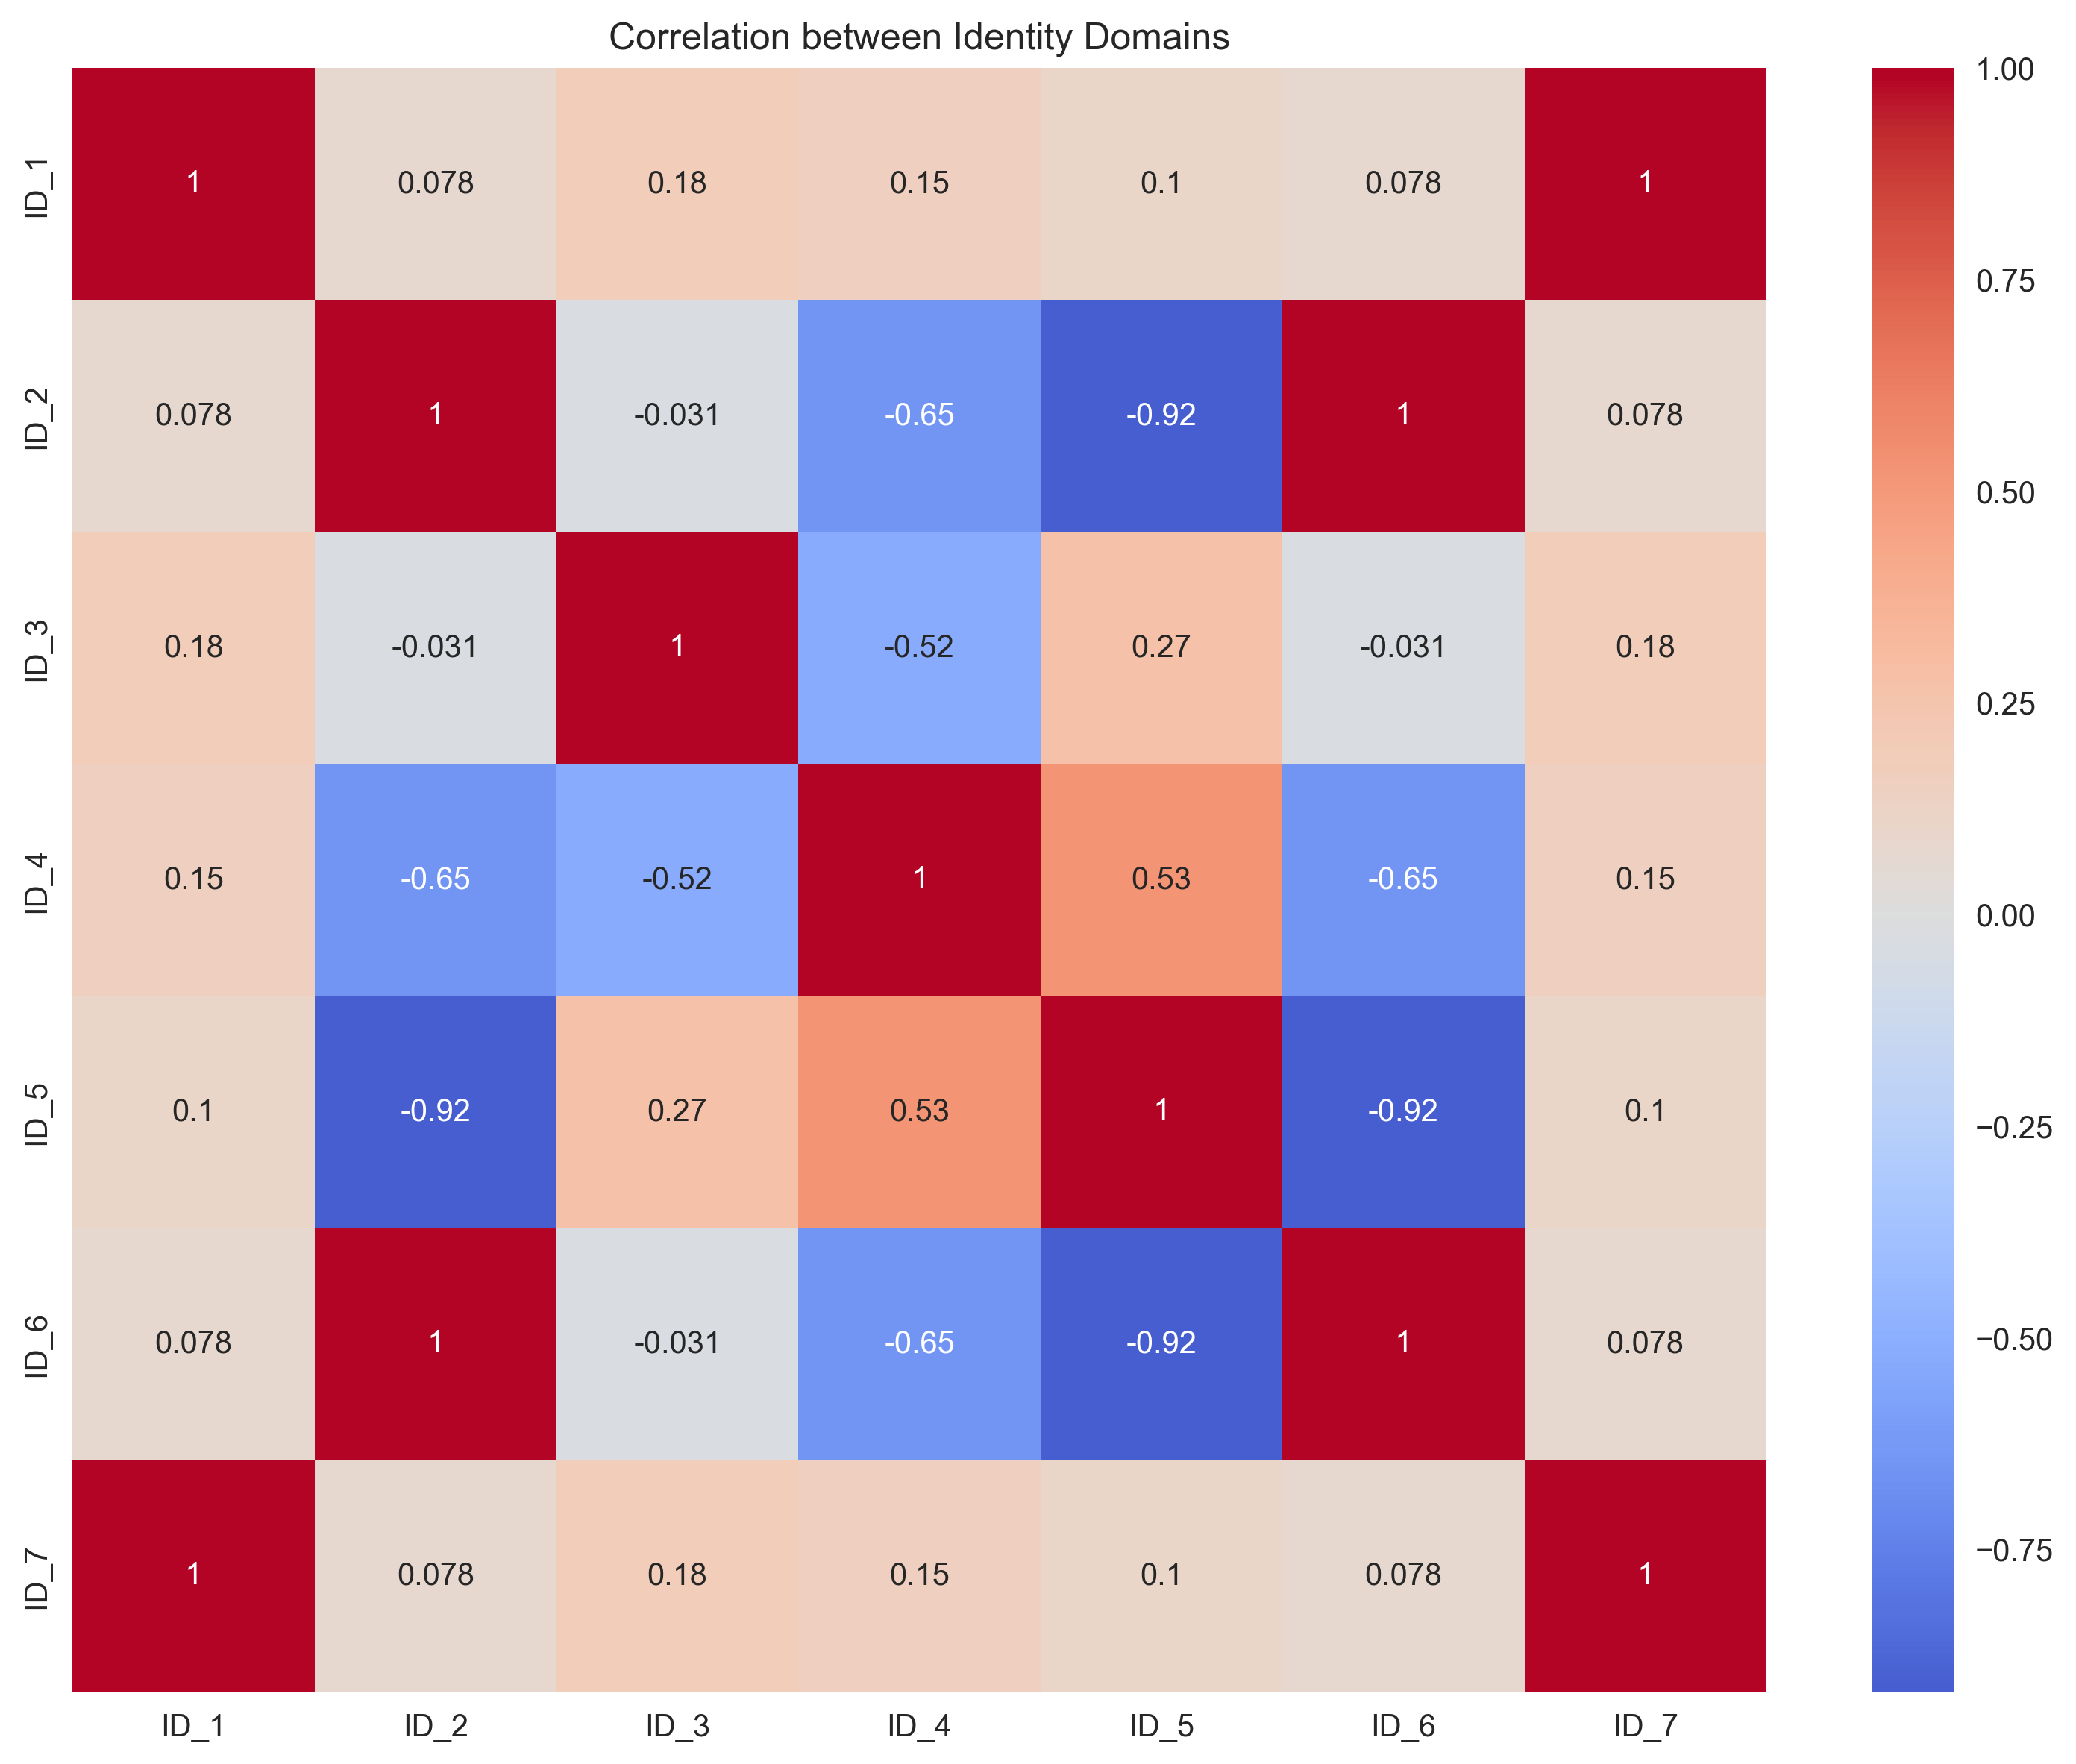 Correlation between Identity Domains
ID_1 1 0.078 0.18 0.15 0.1 0.078 1
ID_2 0.078 1 -0.031 -0.65 -0.92 1 0.078
ID_3 0.18 -0.031 1 -0.52 0.27 -0.031 0.18
ID_4 0.15 -0.65 -0.52 1 0.53 -0.65 0.15
ID_5 0.1 -0.92 0.27 0.53 1 -0.92 0.1
ID_6 0.078 1 -0.031 -0.65 -0.92 1 0.078
ID_7 1 0.078 0.18 0.15 0.1 0.078 1
ID_1 ID_2 ID_3 ID_4 ID_5 ID_6 ID_7
1.00
0.75
0.50
0.25
0.00
−0.25
−0.50
−0.75